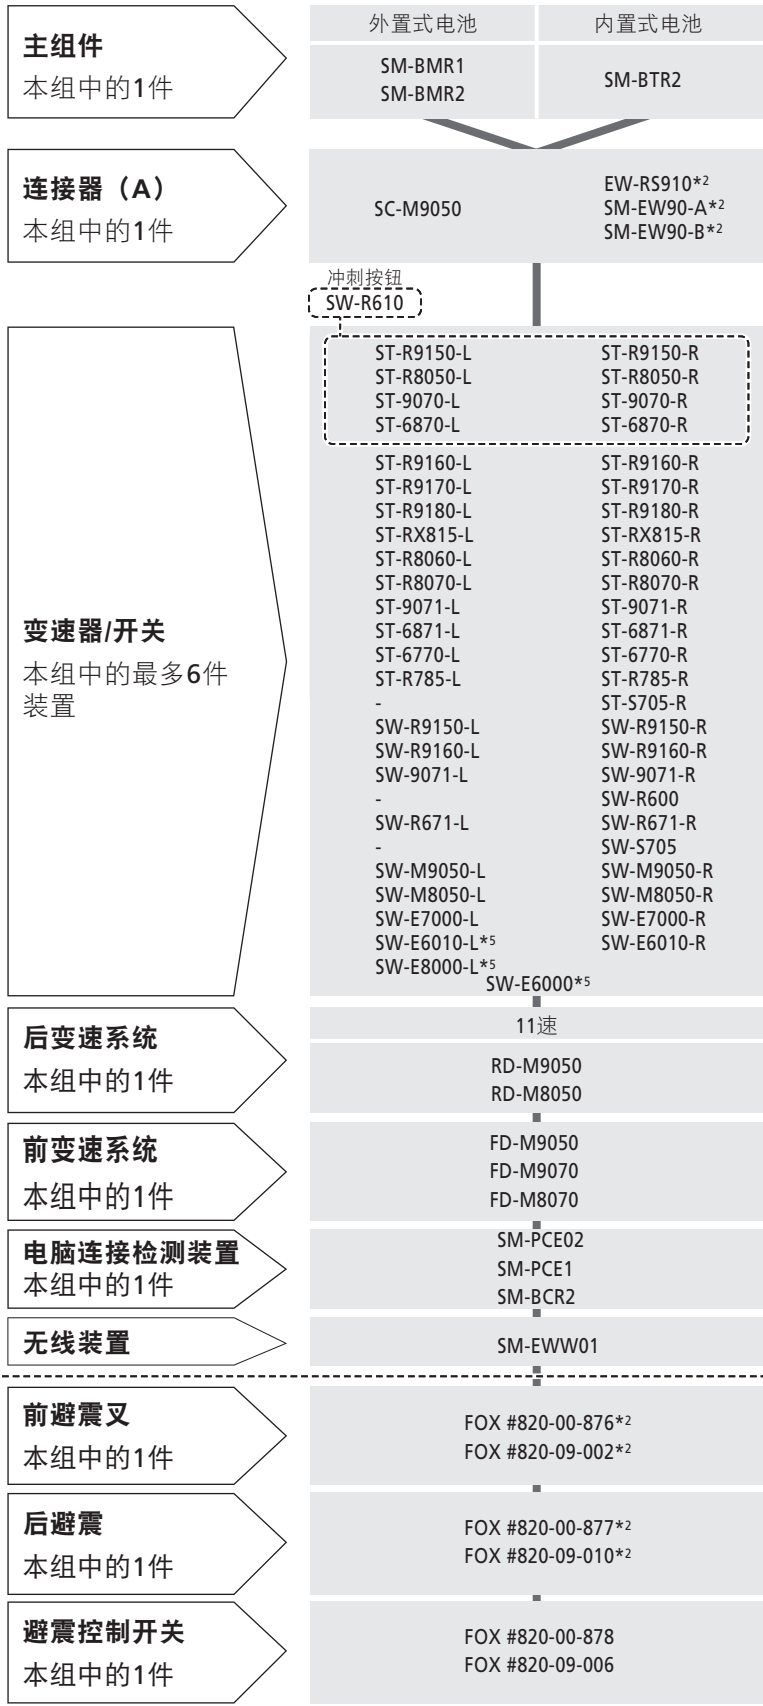 主组件
本组中的1件
外置式电池
内置式电池
SM-BMR1
SM-BMR2
SM-BTR2
连接器（A）
本组中的1件
SC-M9050
EW-RS910*2
SM-EW90-A*2
SM-EW90-B*2
冲刺按钮
SW-R610
变速器/开关
本组中的最多6件
装置
ST-R9150-L ST-R9150-R
ST-R8050-L ST-R8050-R
ST-9070-L ST-9070-R
ST-6870-L ST-6870-R
ST-R9160-L ST-R9160-R
ST-R9170-L ST-R9170-R
ST-R9180-L ST-R9180-R
ST-RX815-L ST-RX815-R
ST-R8060-L ST-R8060-R
ST-R8070-L ST-R8070-R
ST-9071-L ST-9071-R
ST-6871-L ST-6871-R
ST-6770-L ST-6770-R
ST-R785-L ST-R785-R
- ST-S705-R
SW-R9150-L SW-R9150-R
SW-R9160-L SW-R9160-R
SW-9071-L SW-9071-R
- SW-R600
SW-R671-L SW-R671-R
- SW-S705
SW-M9050-L SW-M9050-R
SW-M8050-L SW-M8050-R
SW-E7000-L SW-E7000-R
SW-E6010-L*5 SW-E6010-R
SW-E8000-L*5
SW-E6000*5
后变速系统
本组中的1件
11速
RD-M9050
RD-M8050
前变速系统
本组中的1件
FD-M9050
FD-M9070
FD-M8070
电脑连接检测装置
本组中的1件
SM-PCE02
SM-PCE1
SM-BCR2
无线装置
SM-EWW01
前避震叉
本组中的1件
FOX #820-00-876*2
FOX #820-09-002*2
后避震
本组中的1件
FOX #820-00-877*2
FOX #820-09-010*2
避震控制开关
本组中的1件
FOX #820-00-878
FOX #820-09-006